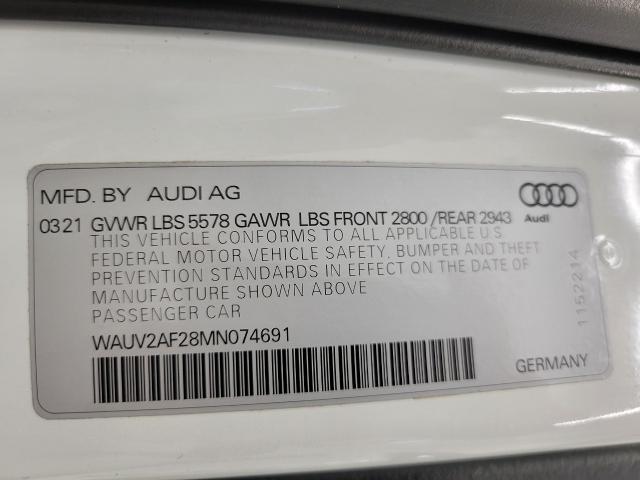 MFD. BY AUDI AG
0321 GVWR LBS 5578 GAWR LBS FRONT 2800 /REAR 2943
Audi
THIS VEHICLE CONFORMS TO ALL APPLICABLE U.S.
FEDERAL MOTOR VEHICLE SAFETY, BUMPER AND THEFT
PREVENTION STANDARDS IN EFFECT ON THE DATE OF
MANUFACTURE SHOWN ABOVE
PASSENGER CAR
1152214
WAUV2AF28MN074691
GERMANY